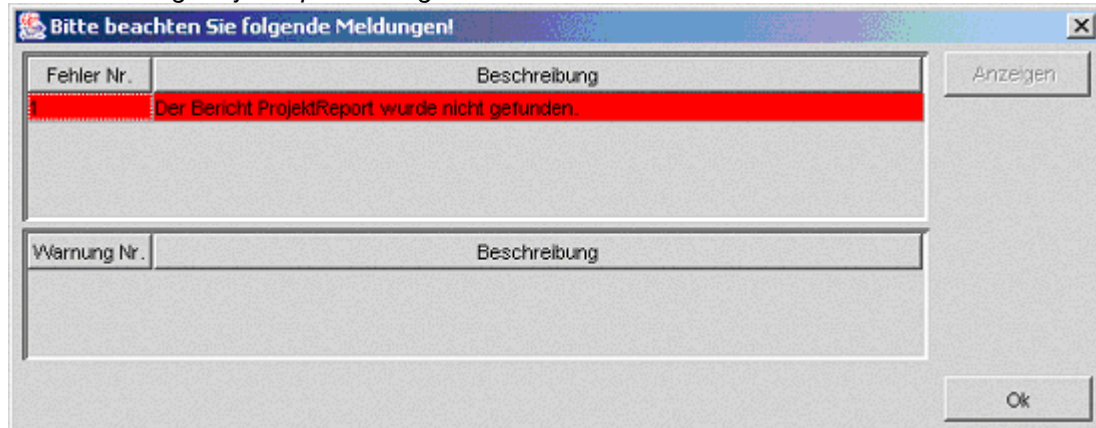 Bitte beachten Sie folgende Meldungen!
Fehler Nr. Beschreibung Anzeigen
1 Der Bericht ProjektReport wurde nicht gefunden.
Warnung Nr. Beschreibung
Ok